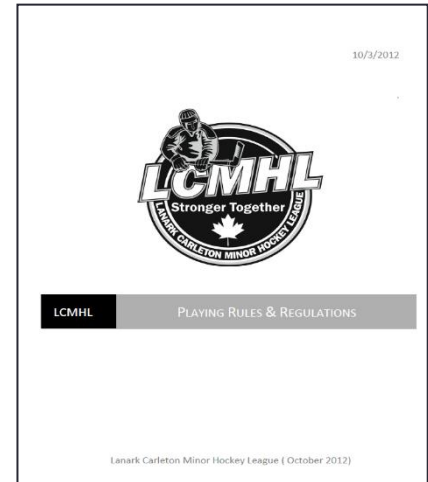 10/3/2012
LCMHL
Stronger Together
LANARK CARLETON MINOR HOCKEY LEAGUE
LCMHL
PLAYING RULES & REGULATIONS
Lanark Carleton Minor Hockey League ( October 2012)